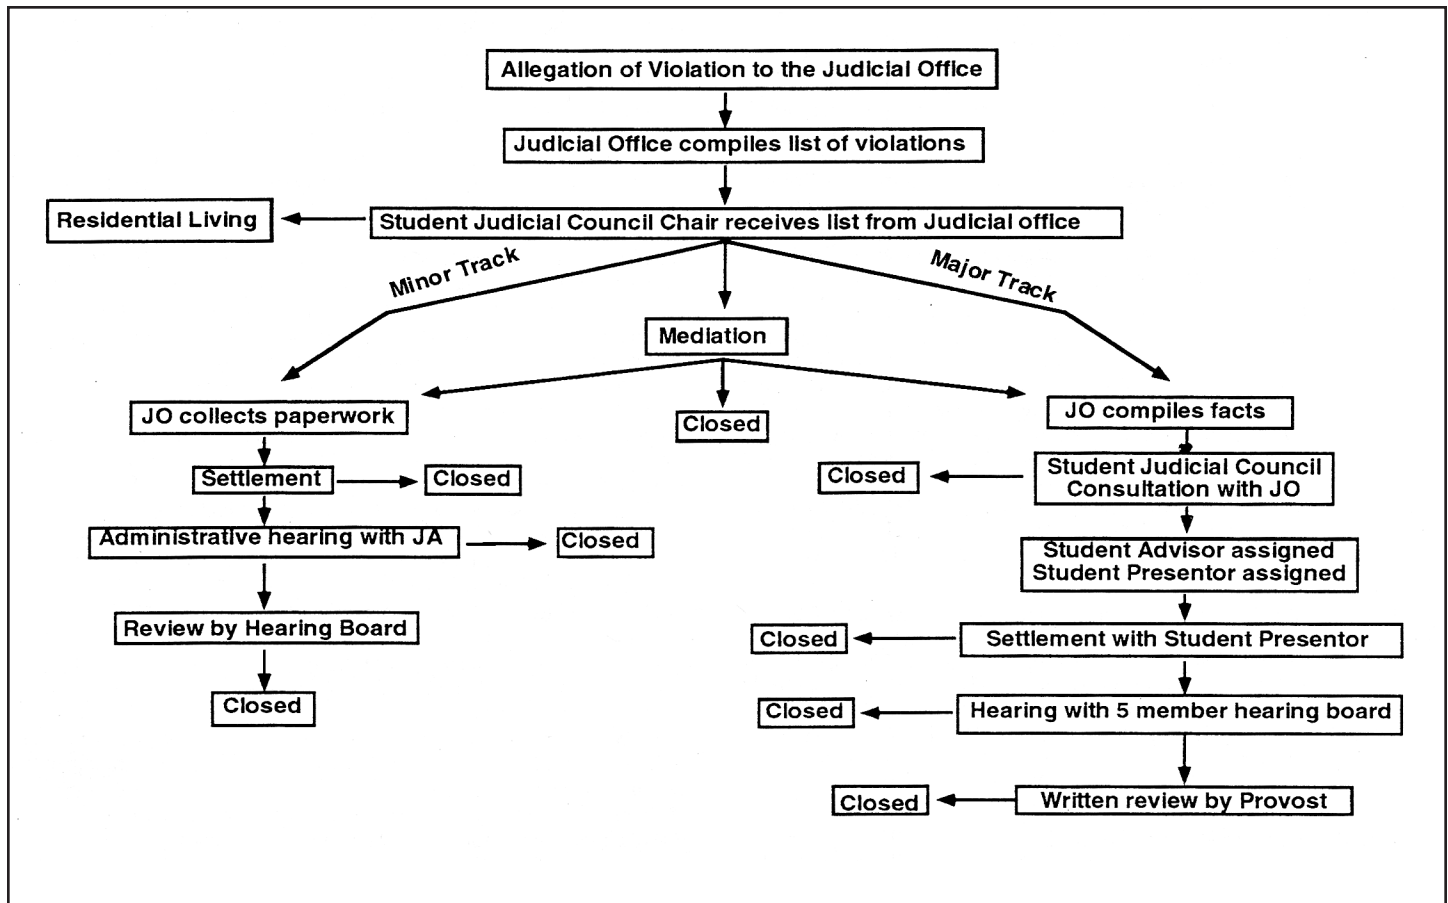 Allegation of Violation to the Judicial Office
Judicial Office compiles list of violations
Residential Living
Student Judicial Council Chair receives list from Judicial office
Minor Track
Major Track
Mediation
JO collects paperwork
Closed
JO compiles facts
Settlement
Closed
Closed
Student Judicial Council
Consultation with JO
Administrative hearing with JA
Closed
Student Advisor assigned
Student Presentor assigned
Review by Hearing Board
Closed
Settlement with Student Presentor
Closed
Closed
Hearing with 5 member hearing board
Closed
Written review by Provost